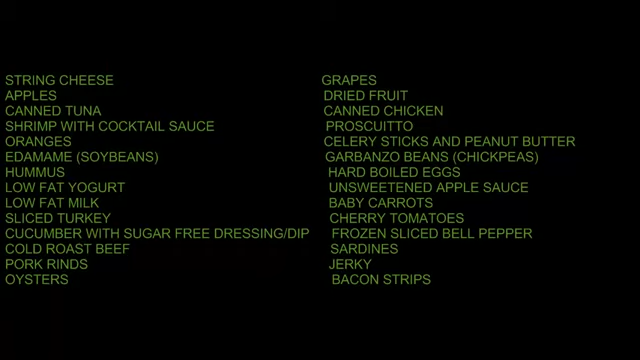 STRING CHEESE
APPLES
CANNED TUNA
SHRIMP WITH COCKTAIL SAUCE
ORANGES
EDAMAME (SOYBEANS)
HUMMUS
LOW FAT YOGURT
LOW FAT MILK
SLICED TURKEY
CUCUMBER WITH SUGAR FREE DRESSING/DIP
COLD ROAST BEEF
PORK RINDS
OYSTERS
GRAPES
DRIED FRUIT
CANNED CHICKEN
PROSCUITTO
CELERY STICKS AND PEANUT BUTTER
GARBANZO BEANS (CHICKPEAS)
HARD BOILED EGGS
UNSWEETENED APPLE SAUCE
BABY CARROTS
CHERRY TOMATOES
FROZEN SLICED BELL PEPPER
SARDINES
JERKY
BACON STRIPS